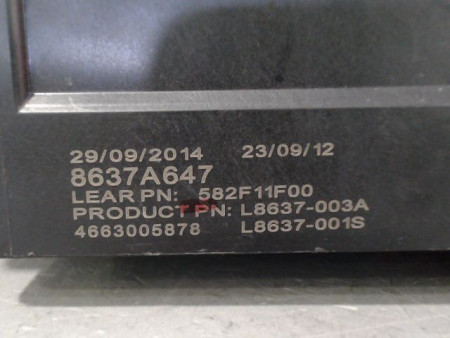 29/09/2014 23/09/12
8637A647
LEAR PN: 582F11F00
PRODUCT PN: L8637-003A
4663005878 L8637-001S